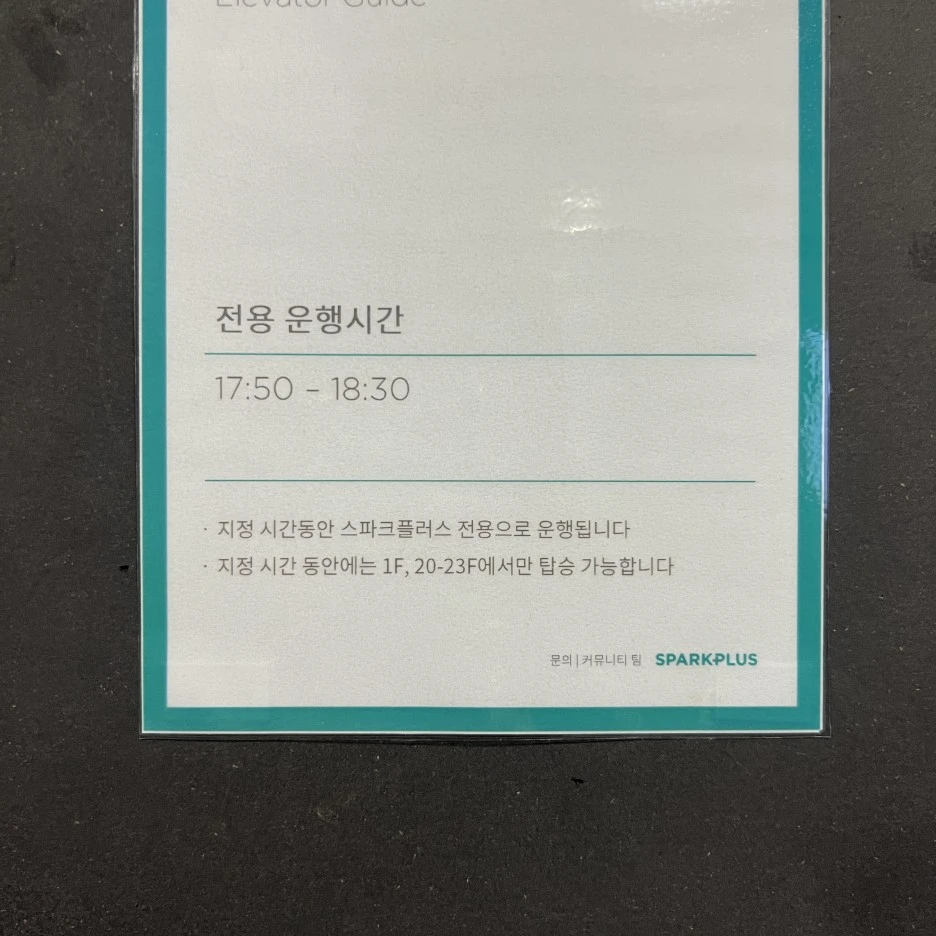 Elevator Guide
전용 운행시간
17:50 – 18:30
· 지정 시간동안 스파크플러스 전용으로 운행됩니다
· 지정 시간 동안에는 1F, 20-23F에서만 탑승 가능합니다
문의 | 커뮤니티 팀 SPARKPLUS